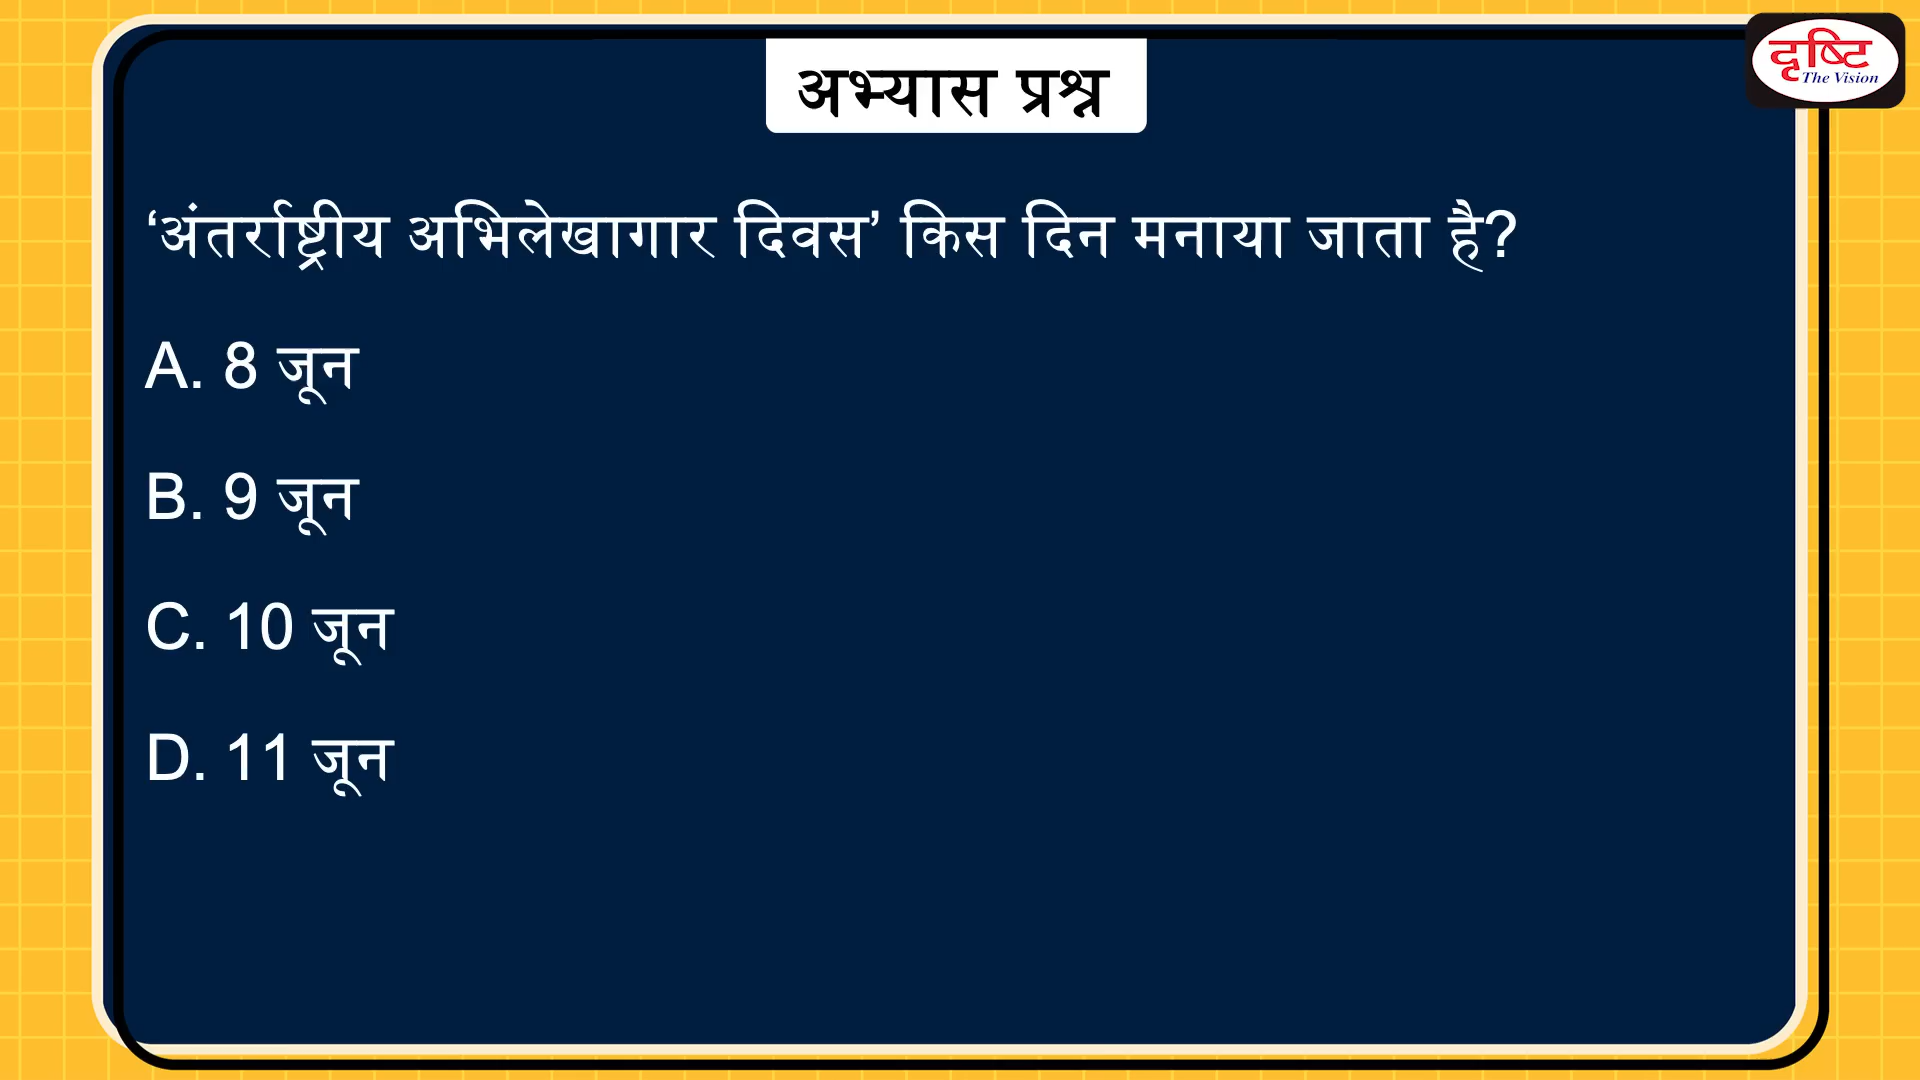 दृष्टि
The Vision
अभ्यास प्रश्न
‘अंतर्राष्ट्रीय अभिलेखागार दिवस’ किस दिन मनाया जाता है?
A. 8 जून
B. 9 जून
C. 10 जून
D. 11 जून